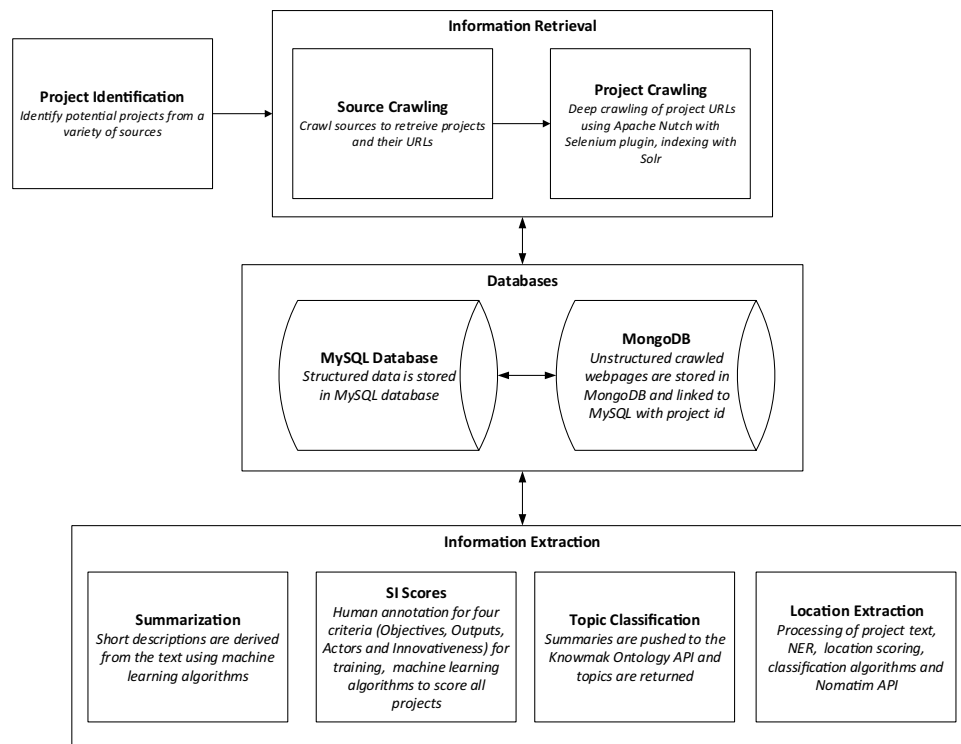 Information Retrieval
Project Identification
Identify potential projects from a
variety of sources
Source Crawling
Crawl sources to retreive projects
and their URLs
Project Crawling
Deep crawling of project URLs
using Apache Nutch with
Selenium plugin, indexing with
Solr
Databases
MySQL Database
Structured data is stored
in MySQL database
MongoDB
Unstructured crawled
webpages are stored in
MongoDB and linked to
MySQL with project id
Information Extraction
Summarization
Short descriptions are derived
from the text using machine
learning algorithms
SI Scores
Human annotation for four
criteria (Objectives, Outputs,
Actors and Innovativeness) for
training, machine learning
algorithms to score all
projects
Topic Classification
Summaries are pushed to the
Knowmak Ontology API and
topics are returned
Location Extraction
Processing of project text,
NER, location scoring,
classification algorithms and
Nomatim API